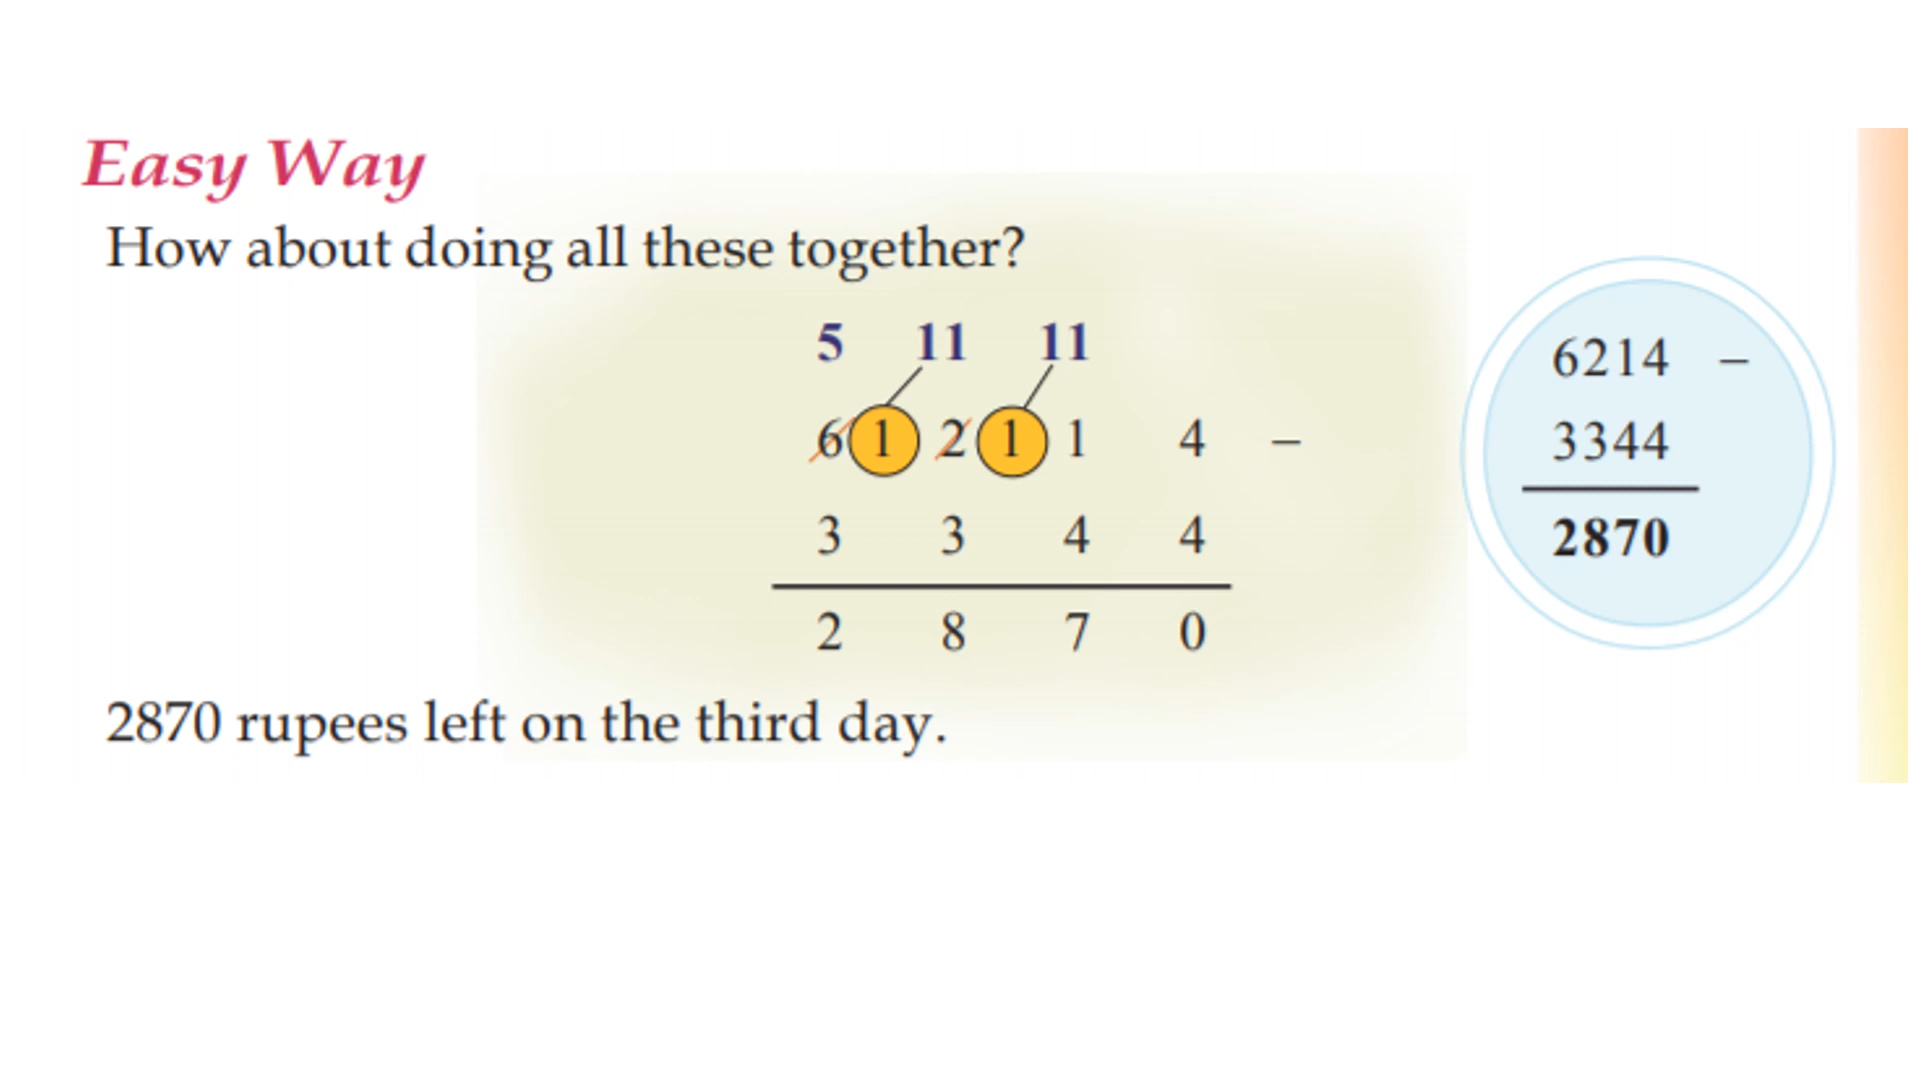 Easy Way
How about doing all these together?
5 11 11
6 1 2 1 1 4 –
3 3 4 4
2 8 7 0
2870 rupees left on the third day.
6214 –
3344
2870